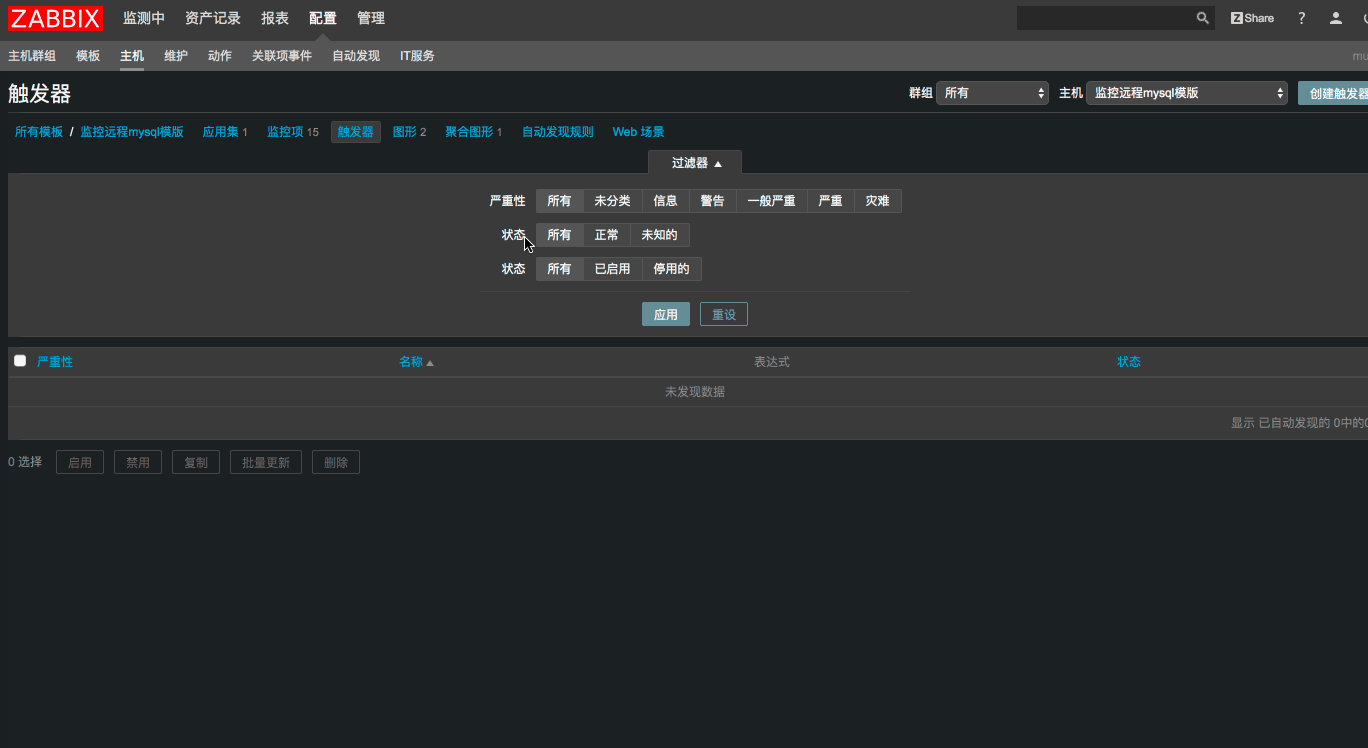 ZABBIX 监测中 资产记录 报表 配置 管理 Share ?
主机群组 模板 主机 维护 动作 关联项事件 自动发现 IT服务 mu
触发器 群组 所有 主机 监控远程mysql模版 创建触发器
所有模板 / 监控远程mysql模版 应用集 1 监控项 15 触发器 图形 2 聚合图形 1 自动发现规则 Web 场景
过滤器
严重性 所有 未分类 信息 警告 一般严重 严重 灾难
状态 所有 正常 未知的
状态 所有 已启用 停用的
应用 重设
严重性 名称 表达式 状态
未发现数据
显示 已自动发现的 0中的0
0 选择 启用 禁用 复制 批量更新 删除